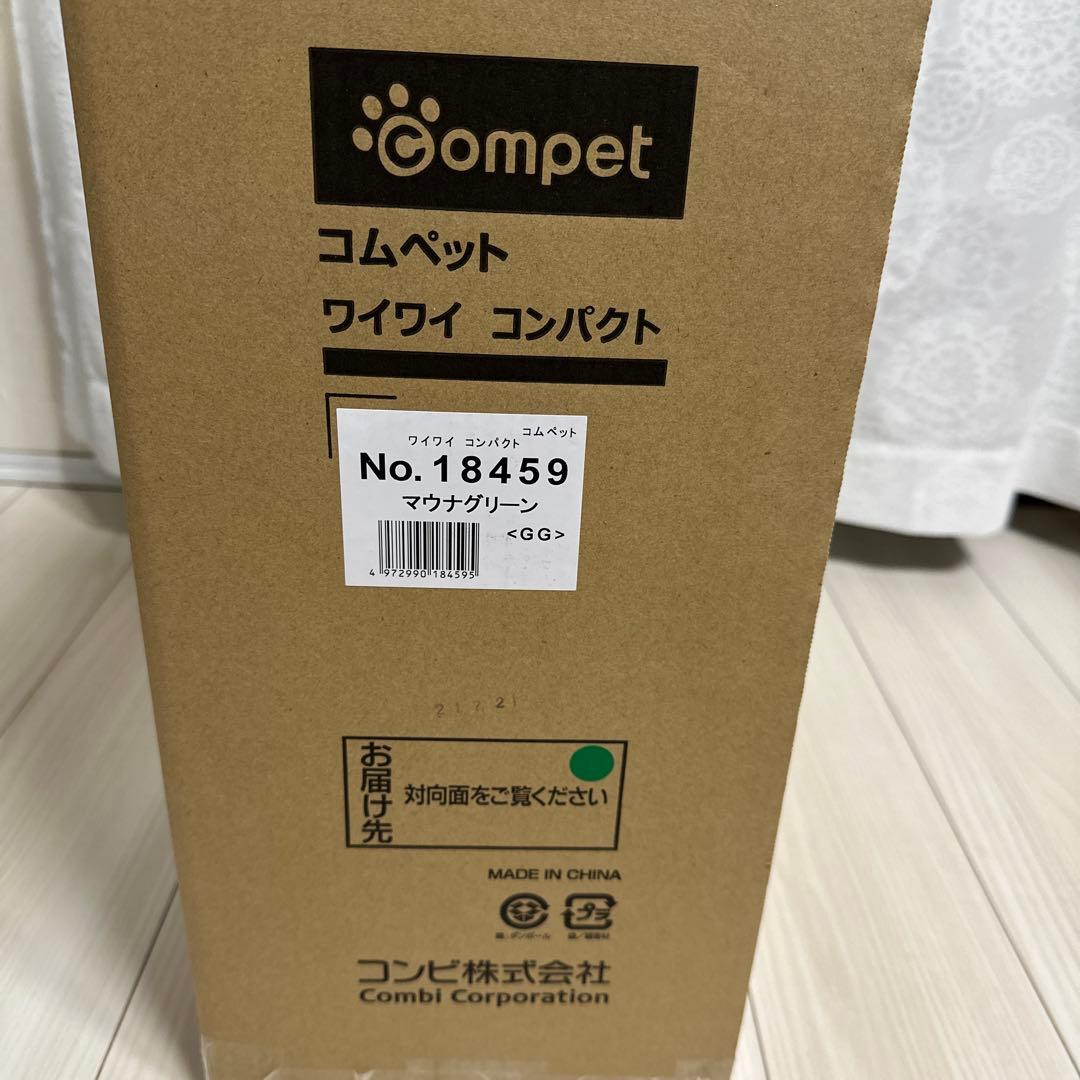 Compet
コムペット
ワイワイ コンパクト
コムペット
ワイワイ コンパクト
No.18459
マウナグリーン
<GG>
4 972990 184595
お届け先
対向面をご覧ください
MADE IN CHINA
プラ
コンビ株式会社
Combi Corporation